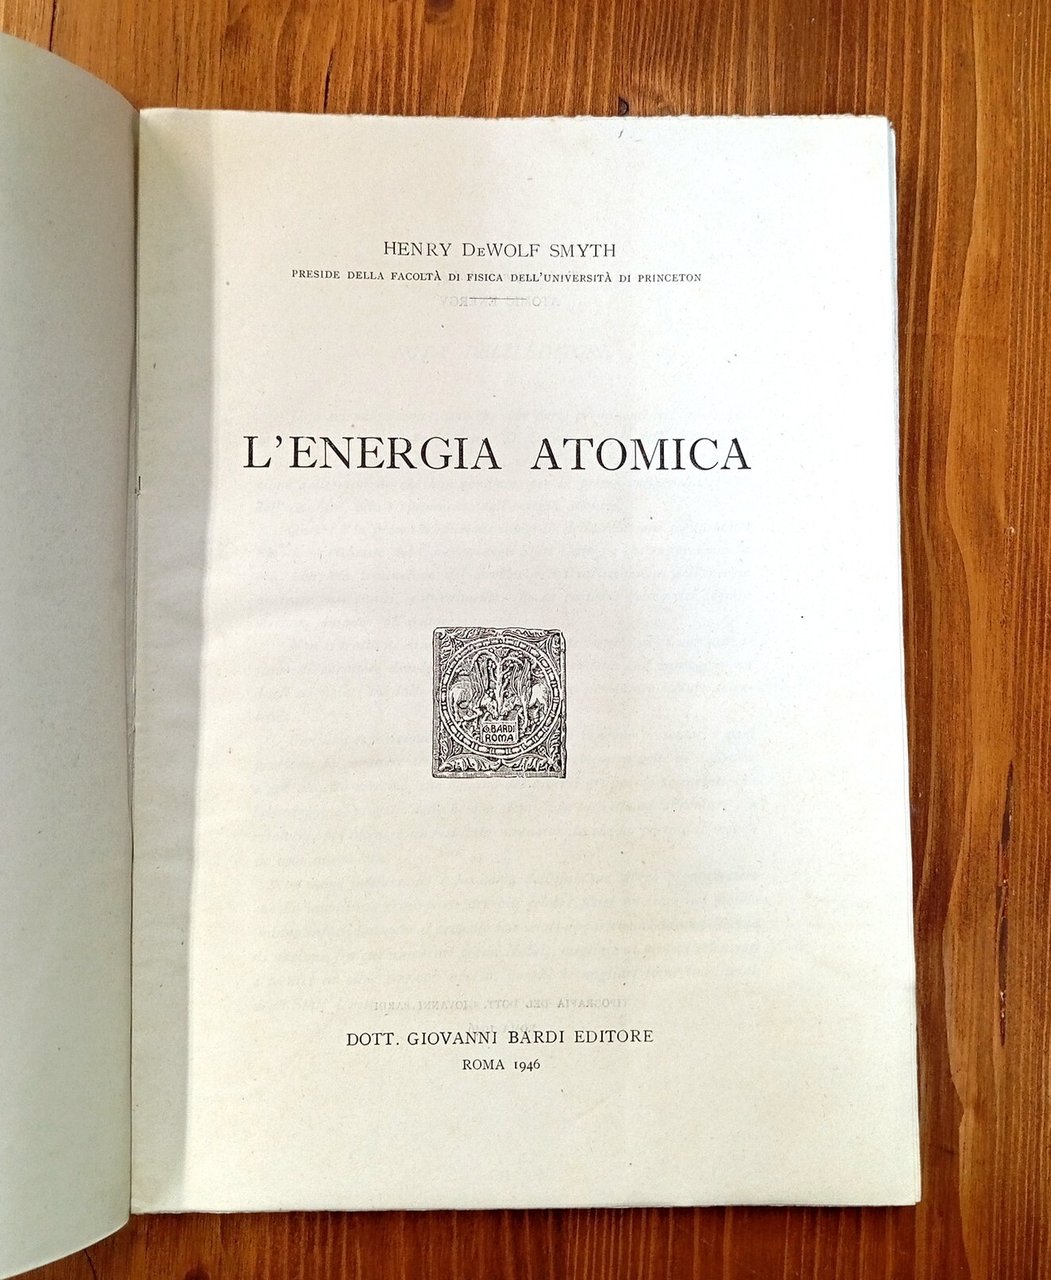 HENRY DeWOLF SMYTH
PRESIDE DELLA FACOLTÀ DI FISICA DELL'UNIVERSITÀ DI PRINCETON
L'ENERGIA ATOMICA
G. BARDI
ROMA
DOTT. GIOVANNI BARDI EDITORE
ROMA 1946